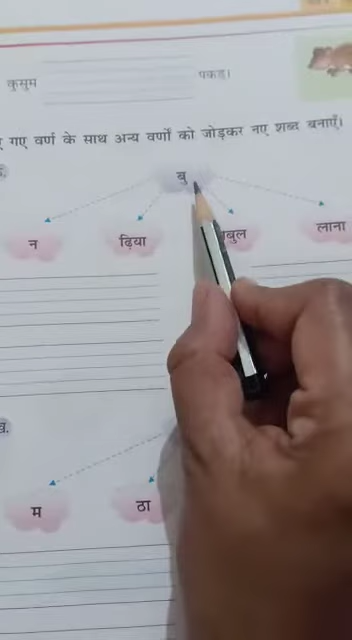 कुसुम पकड़।
गए वर्ण के साथ अन्य वर्णों को जोड़कर नए शब्द बनाएँ।
बु
न ढ़िया लाना
ख.
म ठा